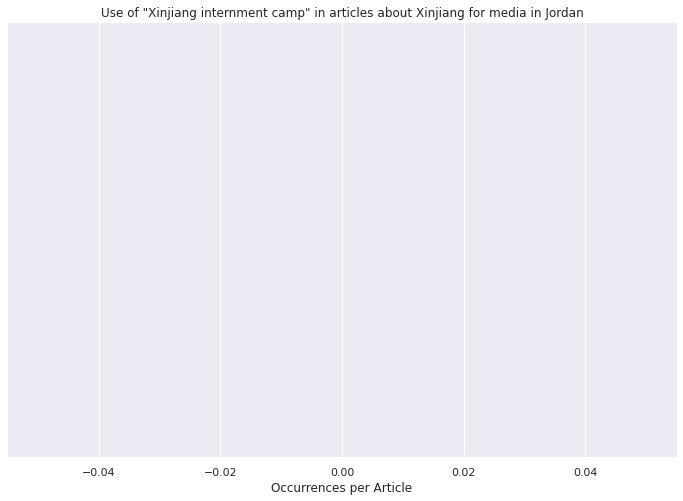 Use of "Xinjiang internment camp" in articles about Xinjiang for media in Jordan
−0.04 −0.02 0.00 0.02 0.04
Occurrences per Article